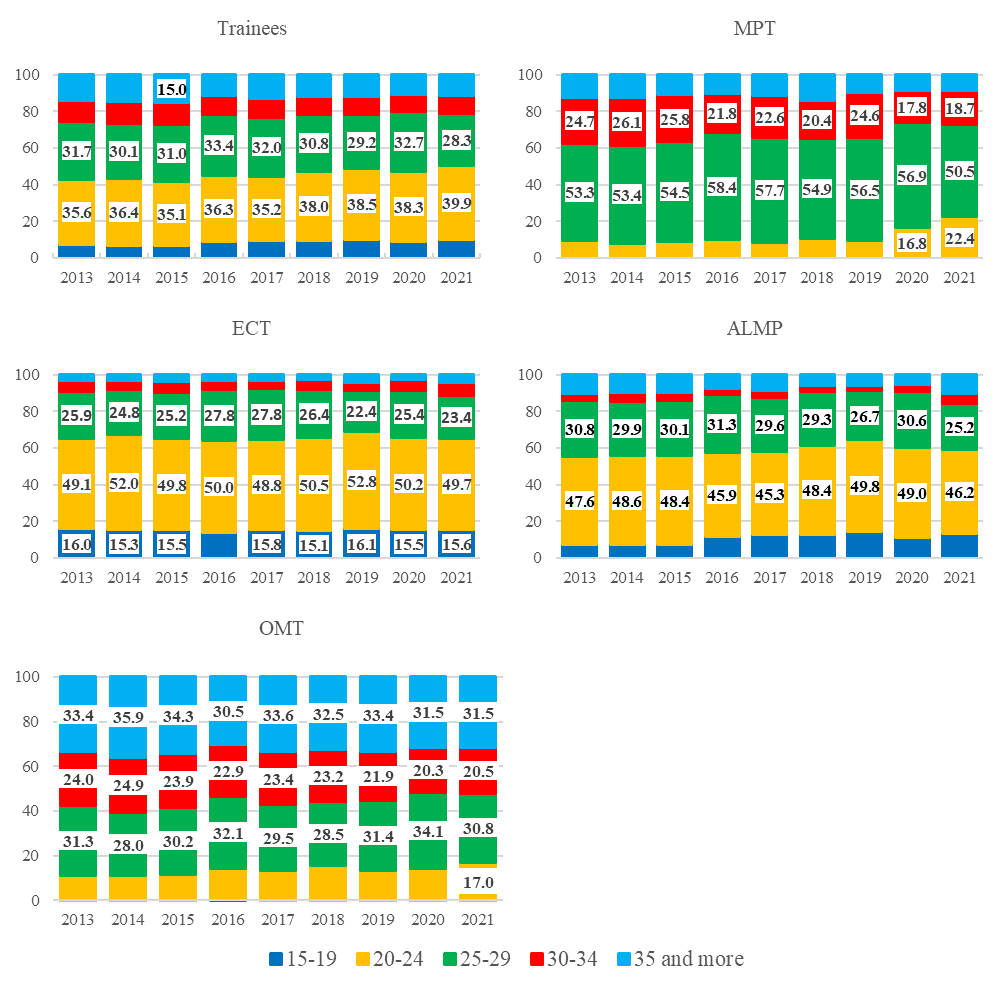 Trainees
100
80
60
40
20
0
15.0
31.7 30.1 31.0 33.4 32.0 30.8 29.2 32.7 28.3
35.6 36.4 35.1 36.3 35.2 38.0 38.5 38.3 39.9
2013 2014 2015 2016 2017 2018 2019 2020 2021
MPT
100
80
60
40
20
0
24.7 26.1 25.8 21.8 22.6 20.4 24.6 17.8 18.7
53.3 53.4 54.5 58.4 57.7 54.9 56.5 56.9 50.5
16.8 22.4
2013 2014 2015 2016 2017 2018 2019 2020 2021
ECT
100
80
60
40
20
0
25.9 24.8 25.2 27.8 27.8 26.4 22.4 25.4 23.4
49.1 52.0 49.8 50.0 48.8 50.5 52.8 50.2 49.7
16.0 15.3 15.5 15.8 15.1 16.1 15.5 15.6
2013 2014 2015 2016 2017 2018 2019 2020 2021
ALMP
100
80
60
40
20
0
30.8 29.9 30.1 31.3 29.6 29.3 26.7 30.6 25.2
47.6 48.6 48.4 45.9 45.3 48.4 49.8 49.0 46.2
2013 2014 2015 2016 2017 2018 2019 2020 2021
OMT
100
80
60
40
20
0
33.4 35.9 34.3 30.5 33.6 32.5 33.4 31.5 31.5
24.0 24.9 23.9 22.9 23.4 23.2 21.9 20.3 20.5
31.3 28.0 30.2 32.1 29.5 28.5 31.4 34.1 30.8
17.0
2013 2014 2015 2016 2017 2018 2019 2020 2021
15-19 20-24 25-29 30-34 35 and more